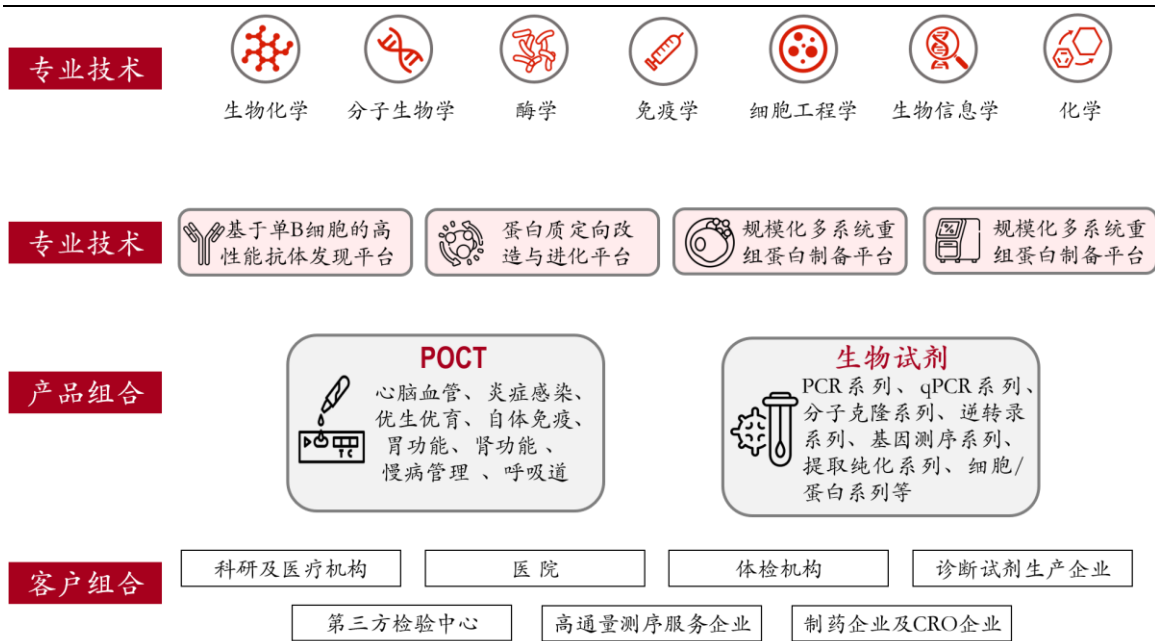 专业技术
生物化学
分子生物学
酶学
免疫学
细胞工程学
生物信息学
化学
专业技术
基于单B细胞的高
性能抗体发现平台
蛋白质定向改
造与进化平台
规模化多系统重
组蛋白制备平台
规模化多系统重
组蛋白制备平台
产品组合
POCT
心脑血管、炎症感染、
优生优育、自体免疫、
胃功能、肾功能、
慢病管理 、呼吸道
TC
生物试剂
PCR系列、qPCR系列、
分子克隆系列、逆转录
系列、基因测序系列、
提取纯化系列、细胞/
蛋白系列等
客户组合
科研及医疗机构
医院
体检机构
诊断试剂生产企业
第三方检验中心
高通量测序服务企业
制药企业及CRO企业